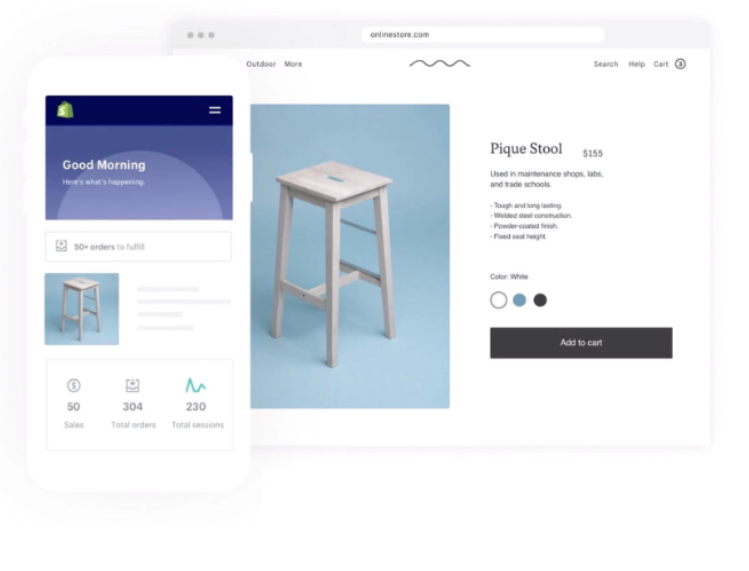 onlinestore.com
Outdoor More
Search Help Cart 3
Good Morning
Here's what's happening.
50+ orders to fulfill
50
Sales
304
Total orders
230
Total sessions
Pique Stool $155
Used in maintenance shops, labs,
and trade schools.
- Tough and long lasting.
- Welded steel construction.
- Powder-coated finish.
- Fixed seat height.
Color: White
Add to cart